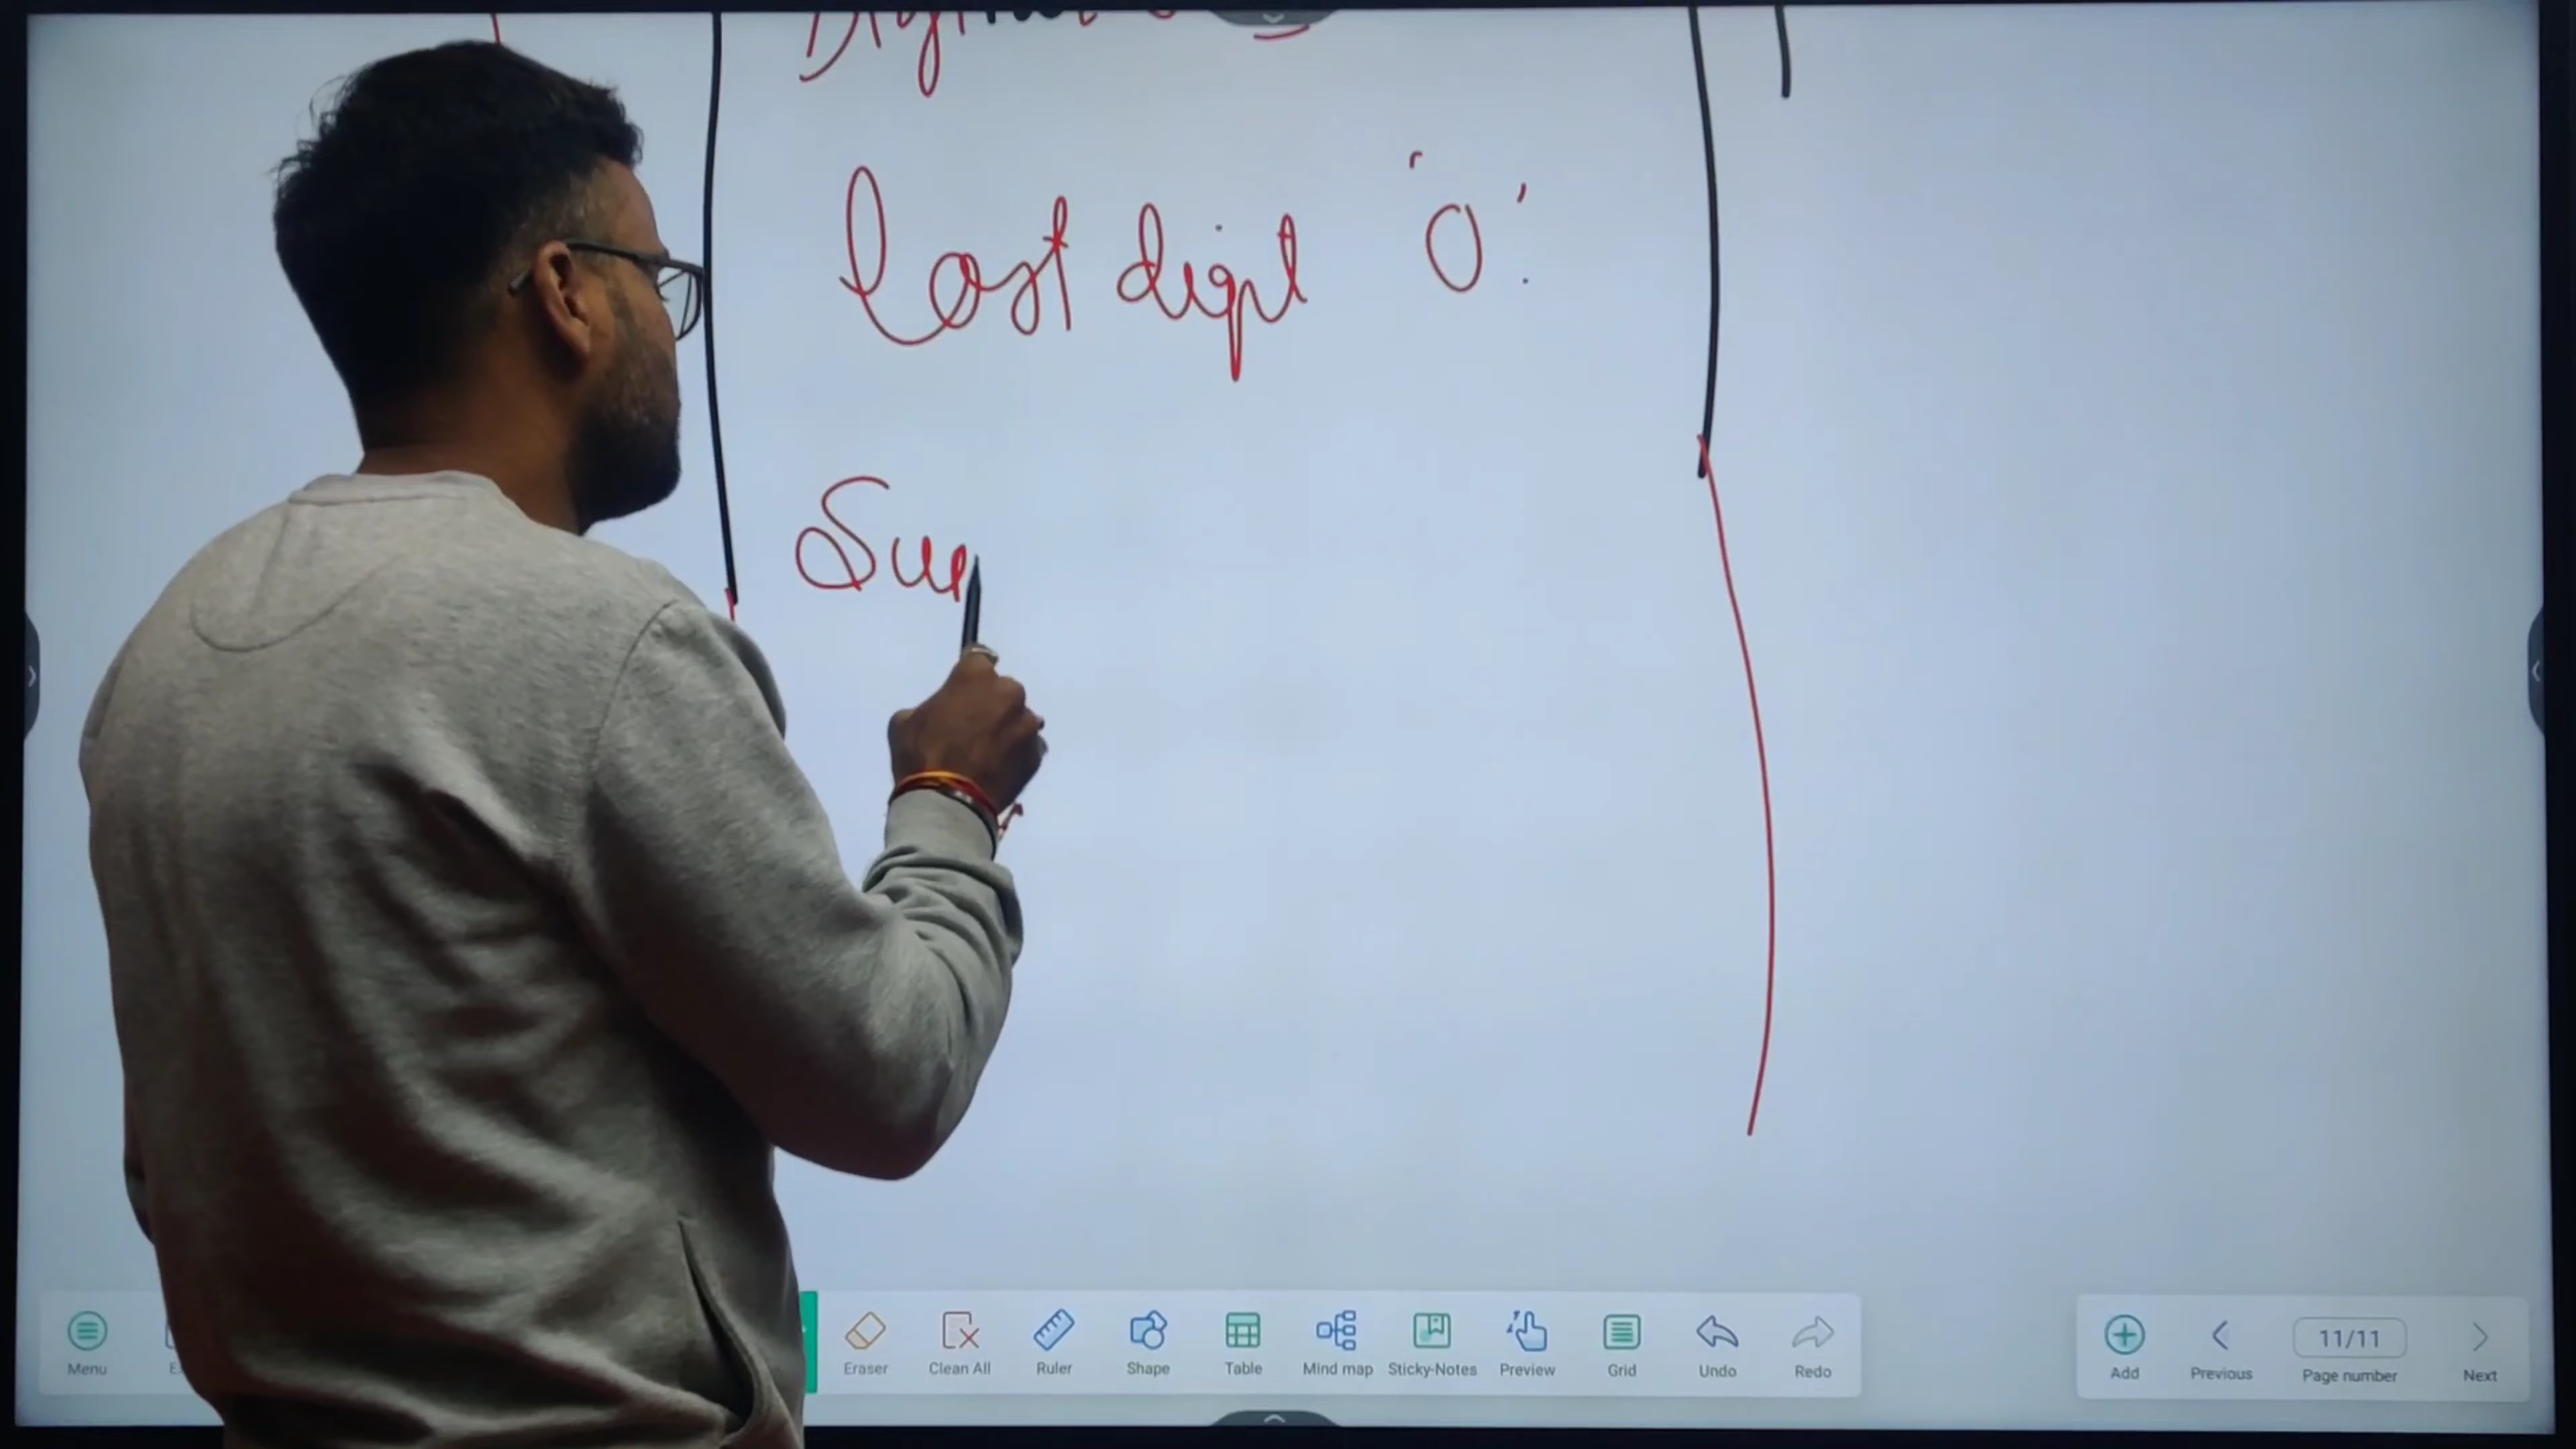 last digit '0'.
Sum
Menu
Eraser Clean All Ruler Shape Table Mind map Sticky-Notes Preview Grid Undo Redo
Add Previous 11/11 Page number Next